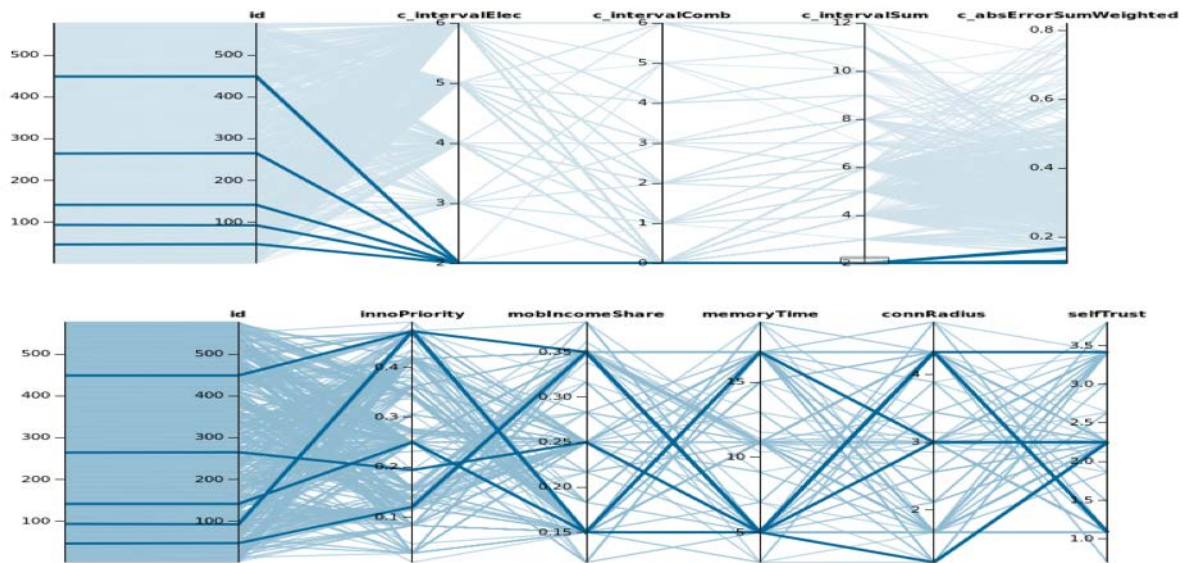 id c_intervalElec c_intervalComb c_intervalSum c_absErrorSumWeighted
500 500 6 6 12 0.8
400 400 5 5 10 0.6
300 300 4 4 8 0.4
200 200 3 3 6 0.2
100 100 2 2 4
1 2
0
id innoPriority mobIncomeShare memoryTime connRadius selfTrust
500 500 0.4 0.35 15 4 3.5
400 400 0.3 0.30 10 3 3.0
300 300 0.2 0.25 5 2 2.5
200 200 0.1 0.20 2.0
100 100 0.15 1.5
1.0